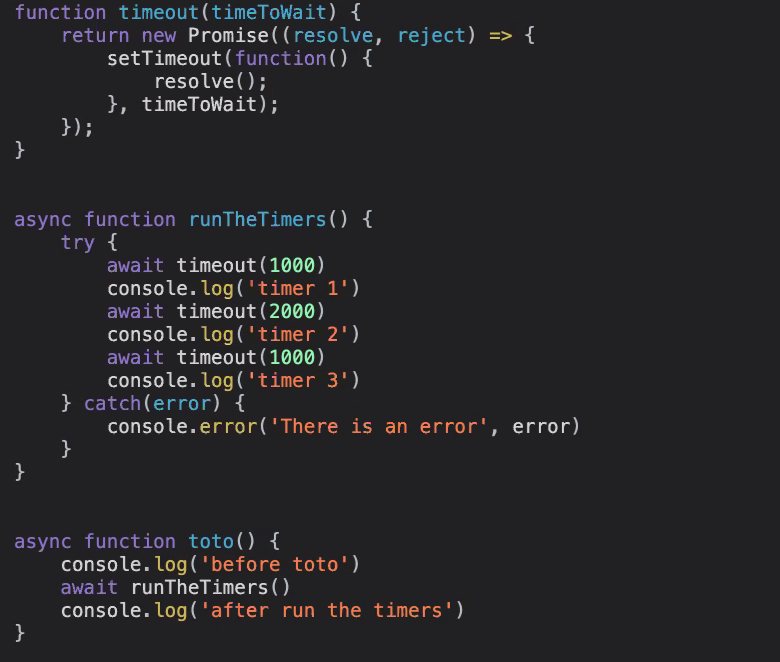 function timeout(timeToWait) {
    return new Promise((resolve, reject) => {
        setTimeout(function() {
            resolve();
        }, timeToWait);
    });
}
async function runTheTimers() {
    try {
        await timeout(1000)
        console.log('timer 1')
        await timeout(2000)
        console.log('timer 2')
        await timeout(1000)
        console.log('timer 3')
    } catch(error) {
        console.error('There is an error', error)
    }
}
async function toto() {
    console.log('before toto')
    await runTheTimers()
    console.log('after run the timers')
}